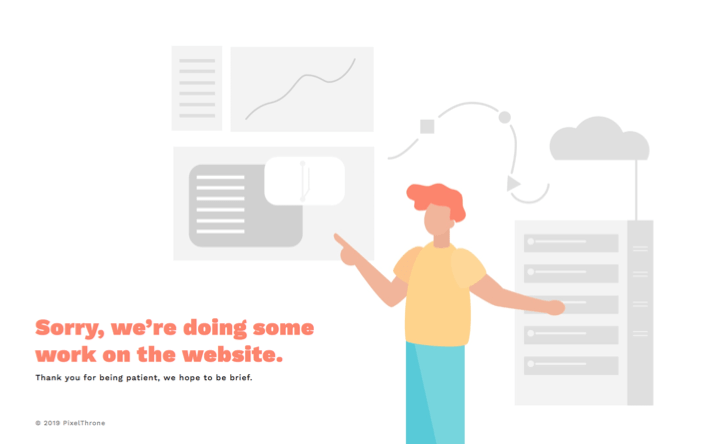 Sorry, we're doing some
work on the website.
Thank you for being patient, we hope to be brief.
© 2019 PixelThrone